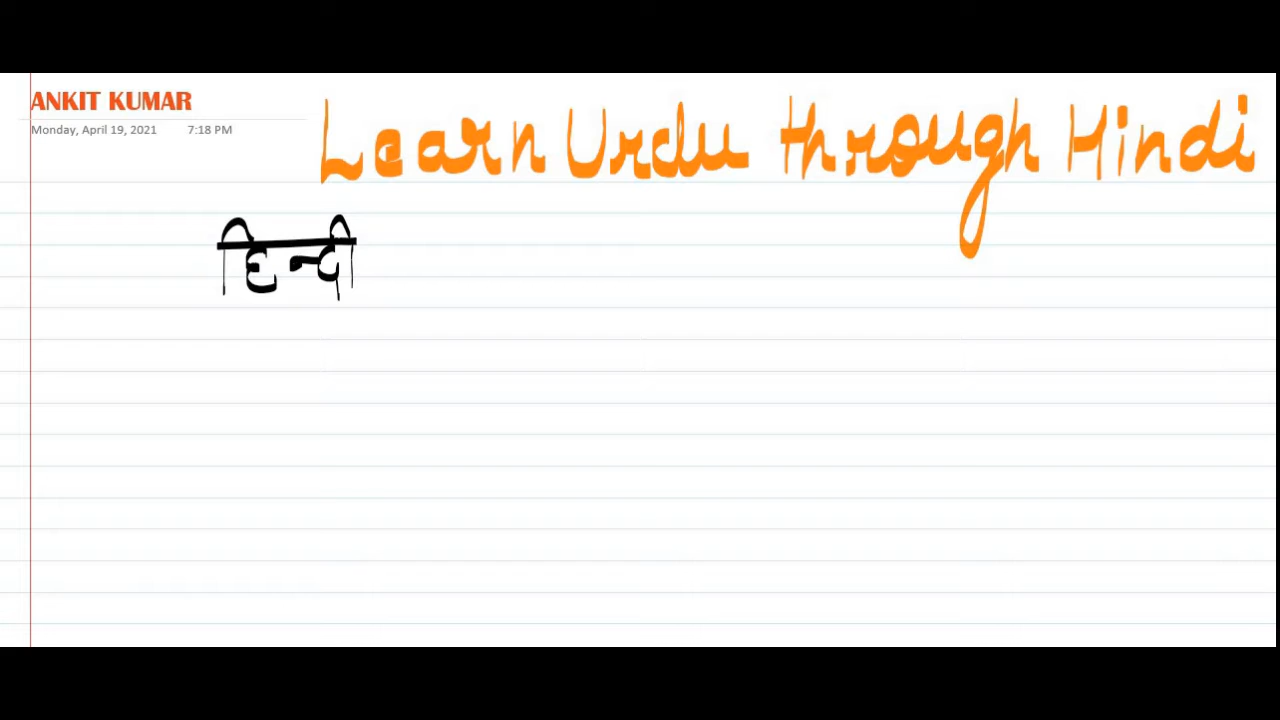 ANKIT KUMAR
Learn Urdu through Hindi
Monday, April 19, 2021 7:18 PM
हिन्दी